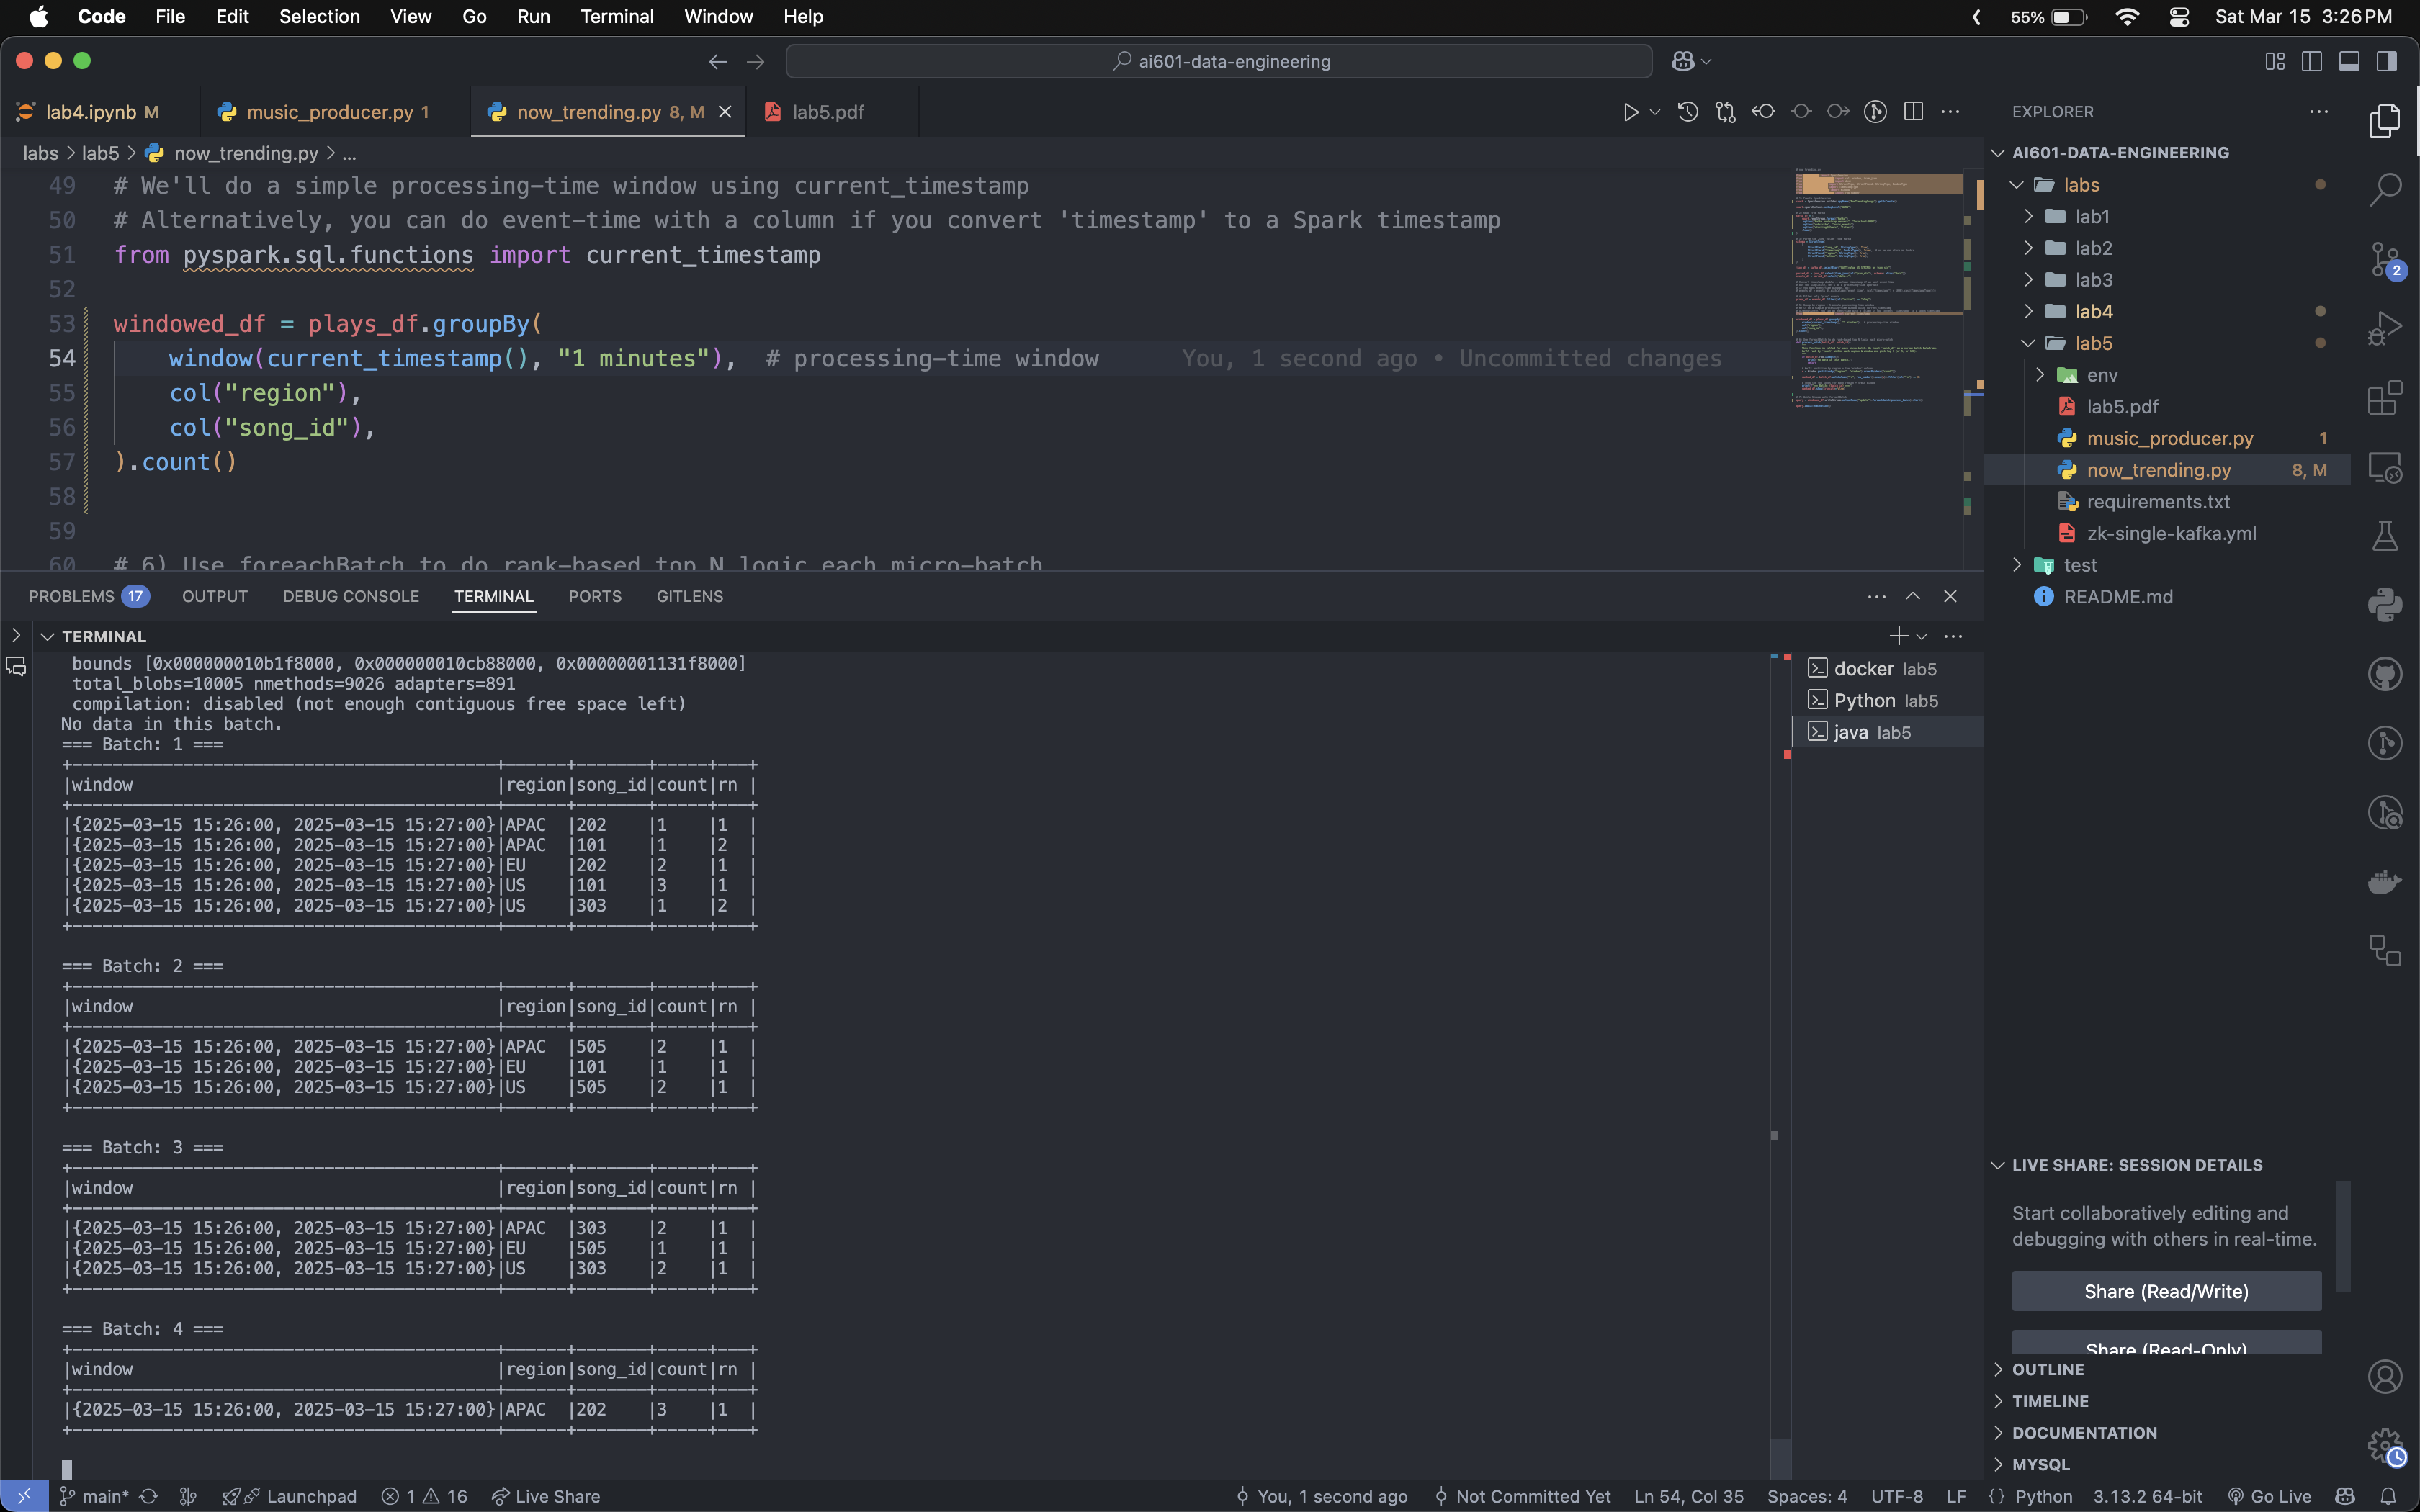 Code File Edit Selection View Go Run Terminal Window Help 55% Sat Mar 15 3:26 PM
ai601-data-engineering
lab4.ipynb M music_producer.py 1 now_trending.py 8, M lab5.pdf
labs > lab5 > now_trending.py > ...
49 # We'll do a simple processing-time window using current_timestamp
50 # Alternatively, you can do event-time with a column if you convert 'timestamp' to a Spark timestamp
51 from pyspark.sql.functions import current_timestamp
52
53 windowed_df = plays_df.groupBy(
54 window(current_timestamp(), "1 minutes"), # processing-time window You, 1 second ago • Uncommitted changes
55 col("region"),
56 col("song_id"),
57 ).count()
58
59
60 # 6) Use foreachBatch to do rank-based top N logic each micro-batch
PROBLEMS 17 OUTPUT DEBUG CONSOLE TERMINAL PORTS GITLENS
TERMINAL
bounds [0x000000010b1f8000, 0x000000010cb88000, 0x00000001131f8000]
total_blobs=10005 nmethods=9026 adapters=891
compilation: disabled (not enough contiguous free space left)
No data in this batch.
=== Batch: 1 ===
|window |region|song_id|count|rn |
|{2025-03-15 15:26:00, 2025-03-15 15:27:00}|APAC |202 |1 |1 |
|{2025-03-15 15:26:00, 2025-03-15 15:27:00}|APAC |101 |1 |2 |
|{2025-03-15 15:26:00, 2025-03-15 15:27:00}|EU |202 |2 |1 |
|{2025-03-15 15:26:00, 2025-03-15 15:27:00}|US |101 |3 |1 |
|{2025-03-15 15:26:00, 2025-03-15 15:27:00}|US |303 |1 |2 |
=== Batch: 2 ===
|window |region|song_id|count|rn |
|{2025-03-15 15:26:00, 2025-03-15 15:27:00}|APAC |505 |2 |1 |
|{2025-03-15 15:26:00, 2025-03-15 15:27:00}|EU |101 |1 |1 |
|{2025-03-15 15:26:00, 2025-03-15 15:27:00}|US |505 |2 |1 |
=== Batch: 3 ===
|window |region|song_id|count|rn |
|{2025-03-15 15:26:00, 2025-03-15 15:27:00}|APAC |303 |2 |1 |
|{2025-03-15 15:26:00, 2025-03-15 15:27:00}|EU |505 |1 |1 |
|{2025-03-15 15:26:00, 2025-03-15 15:27:00}|US |303 |2 |1 |
=== Batch: 4 ===
|window |region|song_id|count|rn |
|{2025-03-15 15:26:00, 2025-03-15 15:27:00}|APAC |202 |3 |1 |
docker lab5
Python lab5
java lab5
EXPLORER
AI601-DATA-ENGINEERING
labs
lab1
lab2
lab3
lab4
lab5
env
lab5.pdf
music_producer.py 1
now_trending.py 8, M
requirements.txt
zk-single-kafka.yml
test
README.md
2
LIVE SHARE: SESSION DETAILS
Start collaboratively editing and
debugging with others in real-time.
Share (Read/Write)
Share (Read-Only)
OUTLINE
TIMELINE
DOCUMENTATION
MYSQL
main* Launchpad 1 16 Live Share You, 1 second ago Not Committed Yet Ln 54, Col 35 Spaces: 4 UTF-8 LF {} Python 3.13.2 64-bit Go Live